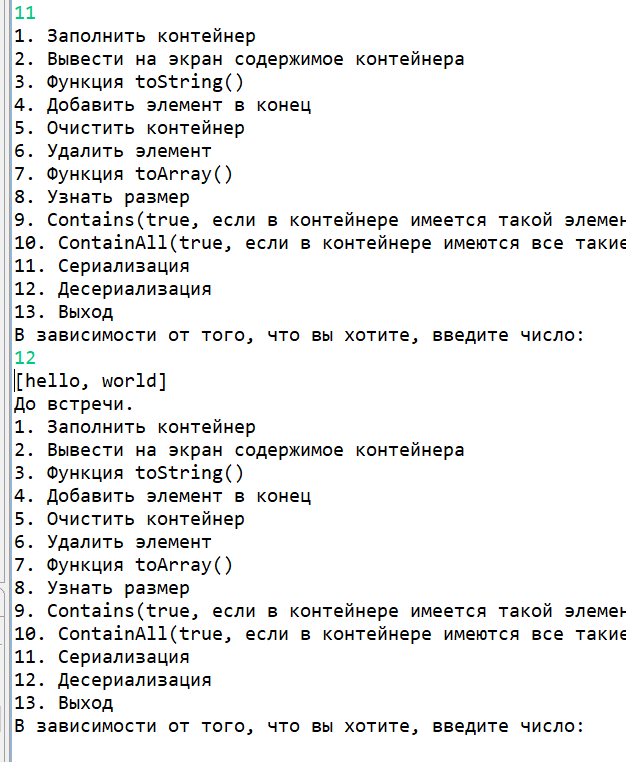 11
1. Заполнить контейнер
2. Вывести на экран содержимое контейнера
3. Функция toString()
4. Добавить элемент в конец
5. Очистить контейнер
6. Удалить элемент
7. Функция toArray()
8. Узнать размер
9. Contains(true, если в контейнере имеется такой элемен
10. ContainAll(true, если в контейнере имеются все такие
11. Сериализация
12. Десериализация
13. Выход
В зависимости от того, что вы хотите, введите число:
12
[hello, world]
До встречи.
1. Заполнить контейнер
2. Вывести на экран содержимое контейнера
3. Функция toString()
4. Добавить элемент в конец
5. Очистить контейнер
6. Удалить элемент
7. Функция toArray()
8. Узнать размер
9. Contains(true, если в контейнере имеется такой элемен
10. ContainAll(true, если в контейнере имеются все такие
11. Сериализация
12. Десериализация
13. Выход
В зависимости от того, что вы хотите, введите число: